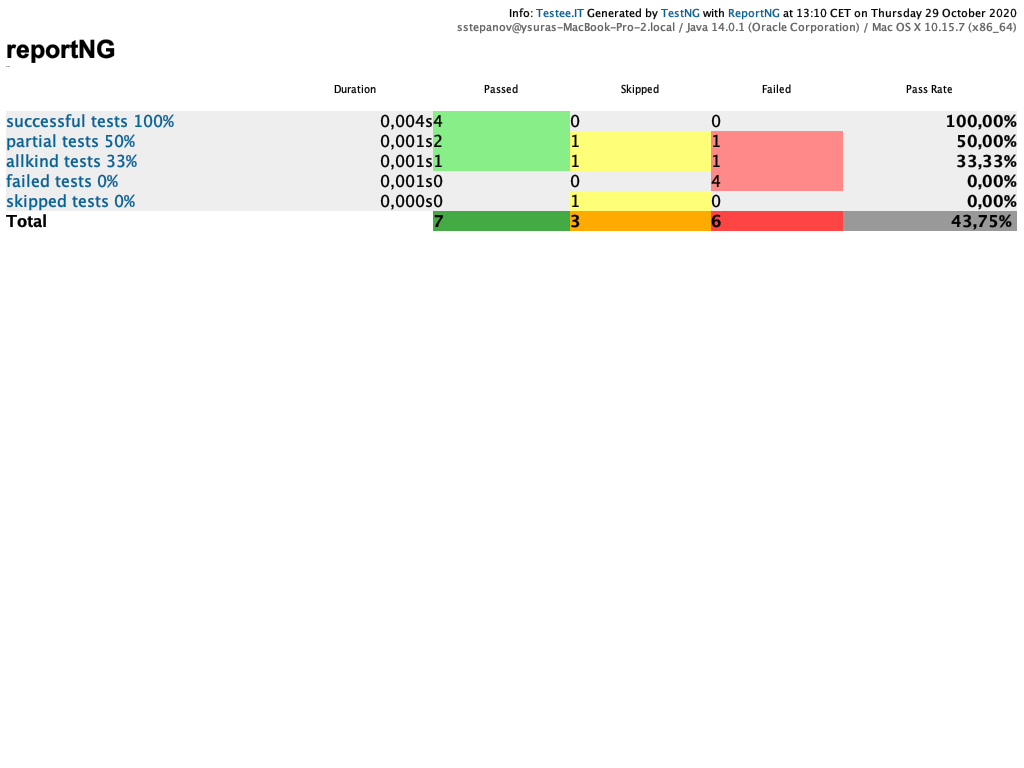 Info: Testee.IT Generated by TestNG with ReportNG at 13:10 CET on Thursday 29 October 2020
sstepanov@ysuras-MacBook-Pro-2.local / Java 14.0.1 (Oracle Corporation) / Mac OS X 10.15.7 (x86_64)
reportNG
Duration Passed Skipped Failed Pass Rate
successful tests 100% 0,004s 4 0 0 100,00%
partial tests 50% 0,001s 2 1 1 50,00%
allkind tests 33% 0,001s 1 1 1 33,33%
failed tests 0% 0,001s 0 0 4 0,00%
skipped tests 0% 0,000s 0 1 0 0,00%
Total 7 3 6 43,75%